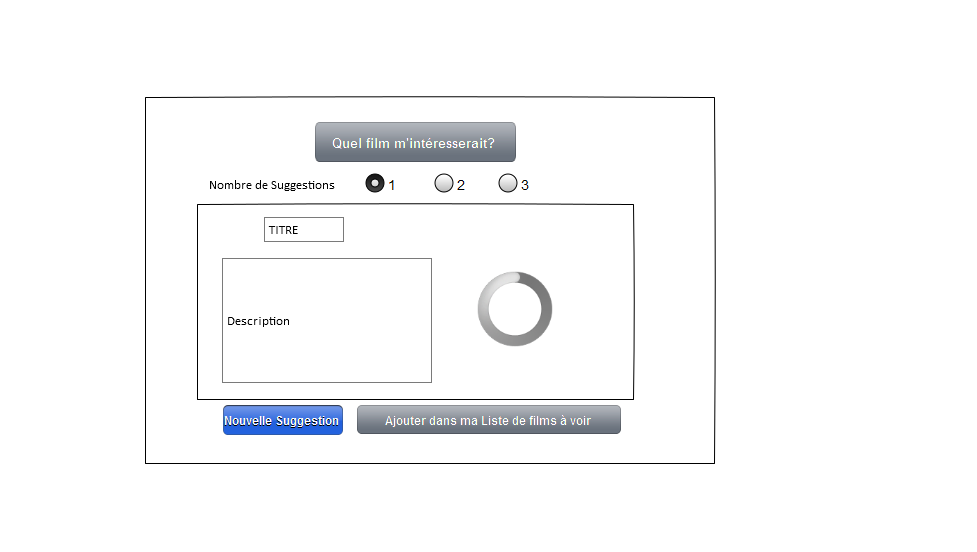 Quel film m'intéresserait?
Nombre de Suggestions 1 2 3
TITRE
Description
Nouvelle Suggestion Ajouter dans ma Liste de films à voir